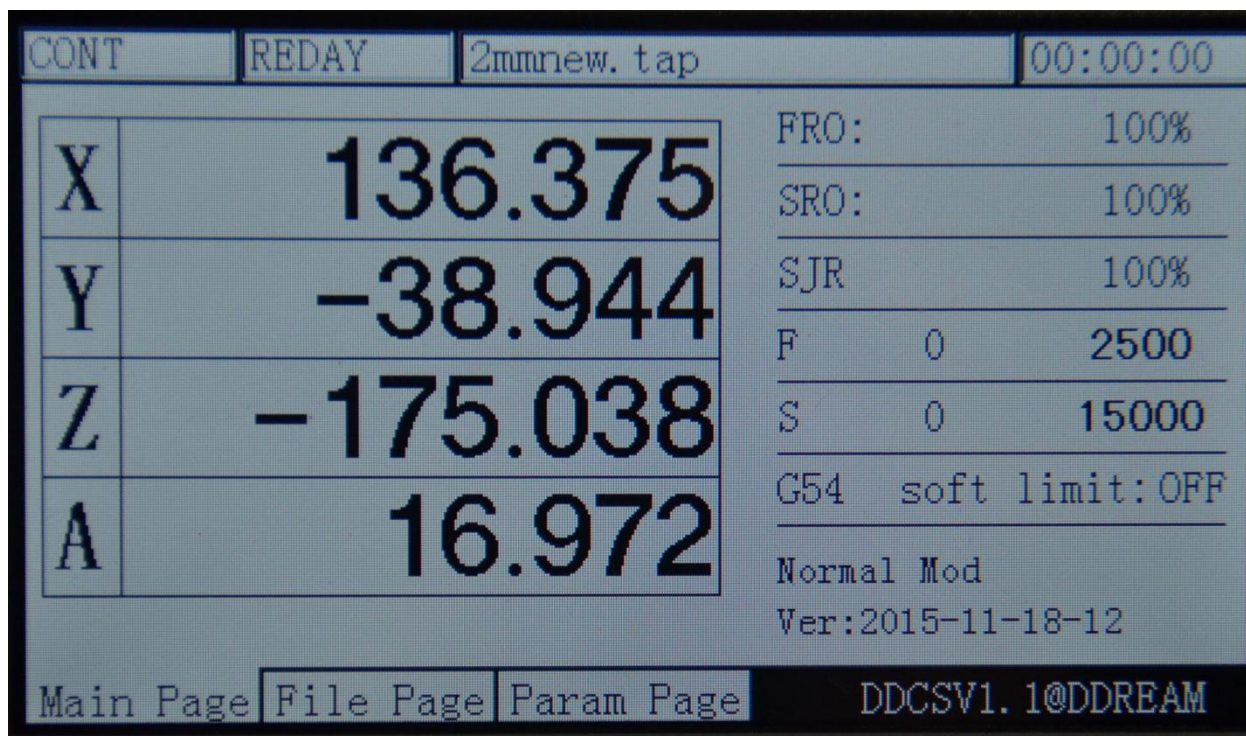 CONT REDAY 2mmnew.tap 00:00:00
X 136.375
Y -38.944
Z -175.038
A 16.972
FRO: 100%
SRO: 100%
SJR 100%
F 0 2500
S 0 15000
G54 soft limit:OFF
Normal Mod
Ver:2015-11-18-12
Main Page File Page Param Page DDCSV1.1@DDREAM